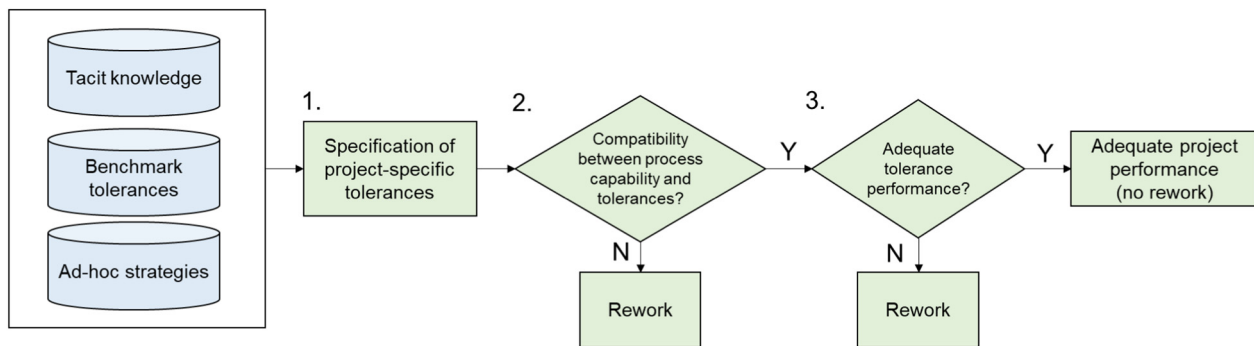 Tacit knowledge
Benchmark
tolerances
Ad-hoc strategies
1.
Specification of
project-specific
tolerances
2.
Compatibility
between process
capability and
tolerances?
Y
N
Rework
3.
Adequate
tolerance
performance?
Y
N
Rework
Adequate project
performance
(no rework)